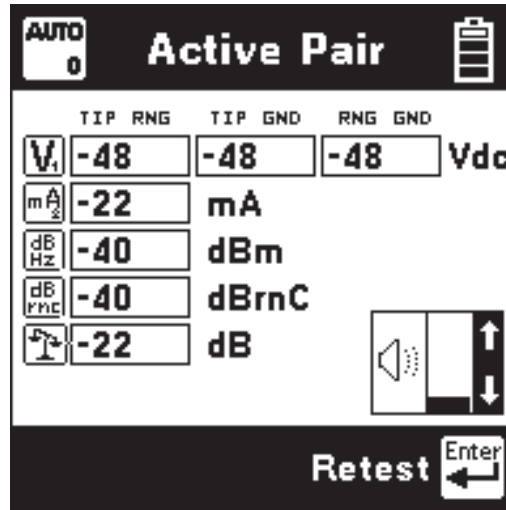 AUTO 0 Active Pair
TIP RNG TIP GND RNG GND
V1 -48 -48 -48 Vdc
mA2 -22 mA
dB Hz -40 dBm
dB rnc -40 dBrnC
-22 dB
Retest Enter